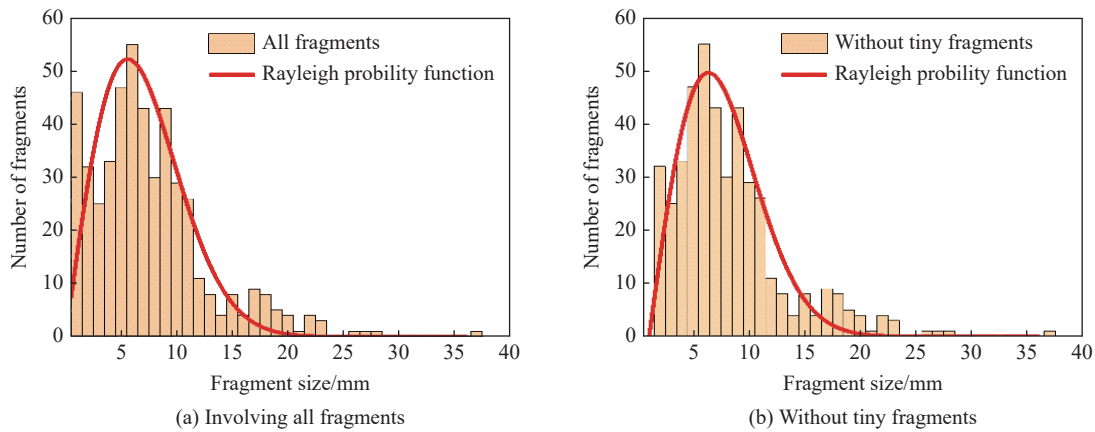 60
50
40
30
20
10
0
Number of fragments
All fragments
Rayleigh probility function
5 10 15 20 25 30 35 40
Fragment size/mm
(a) Involving all fragments
60
50
40
30
20
10
0
Number of fragments
Without tiny fragments
Rayleigh probility function
5 10 15 20 25 30 35 40
Fragment size/mm
(b) Without tiny fragments